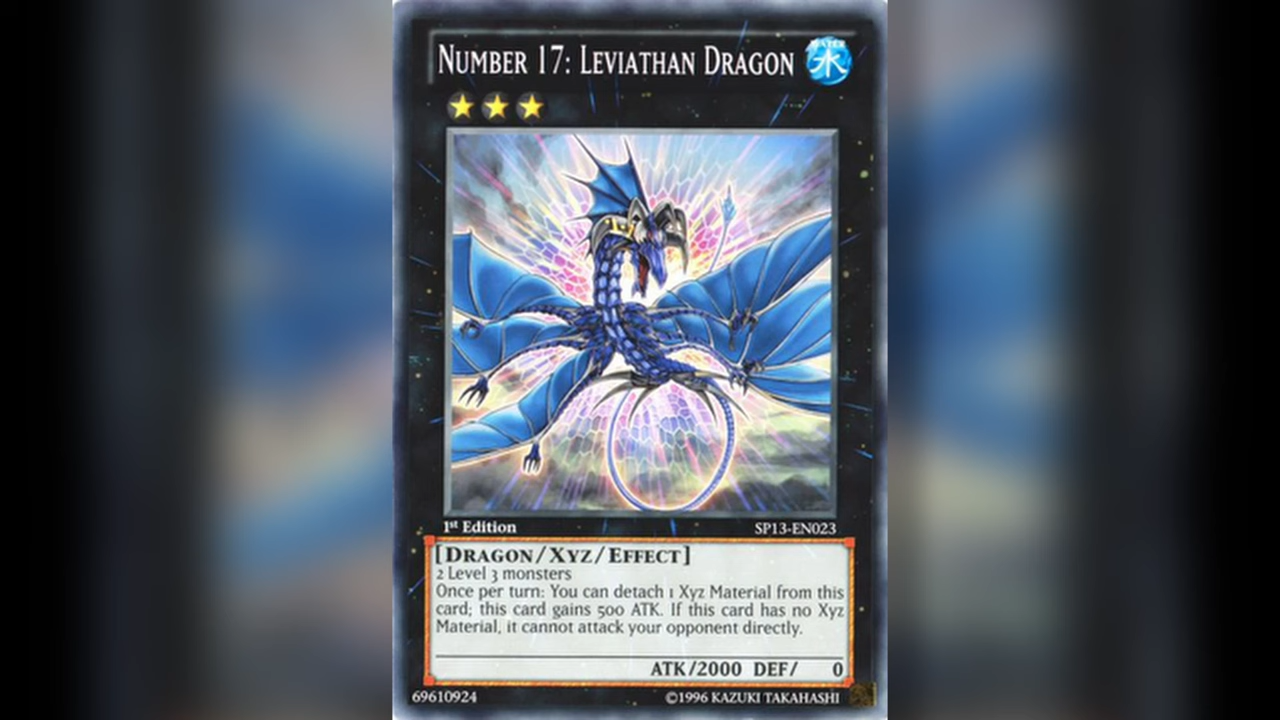 NUMBER 17: LEVIATHAN DRAGON
WATER
水
1st Edition
SP13-EN023
[DRAGON/XYZ/EFFECT]
2 Level 3 monsters
Once per turn: You can detach 1 Xyz Material from this
card; this card gains 500 ATK. If this card has no Xyz
Material, it cannot attack your opponent directly.
ATK/2000 DEF/ 0
69610924
©1996 KAZUKI TAKAHASHI